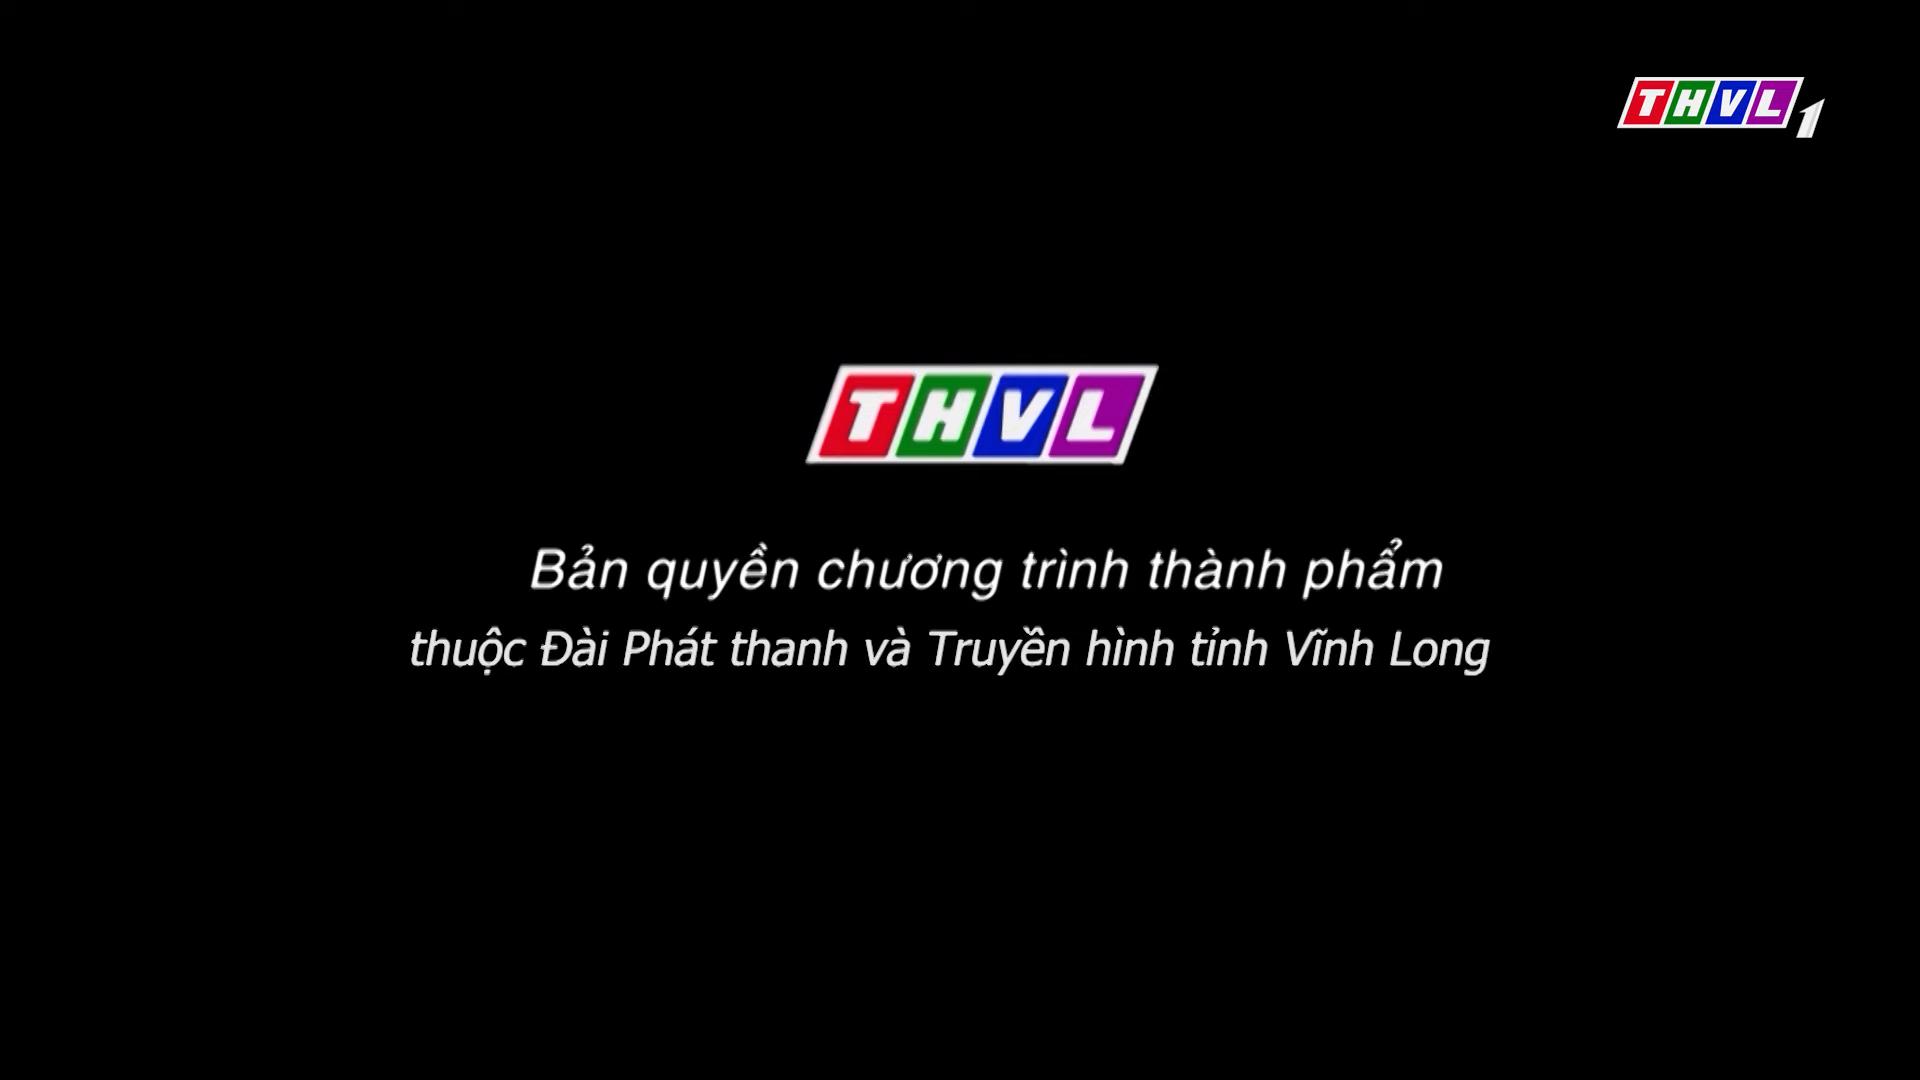 THVL1
THVL
Bản quyền chương trình thành phẩm
thuộc Đài Phát thanh và Truyền hình tỉnh Vĩnh Long